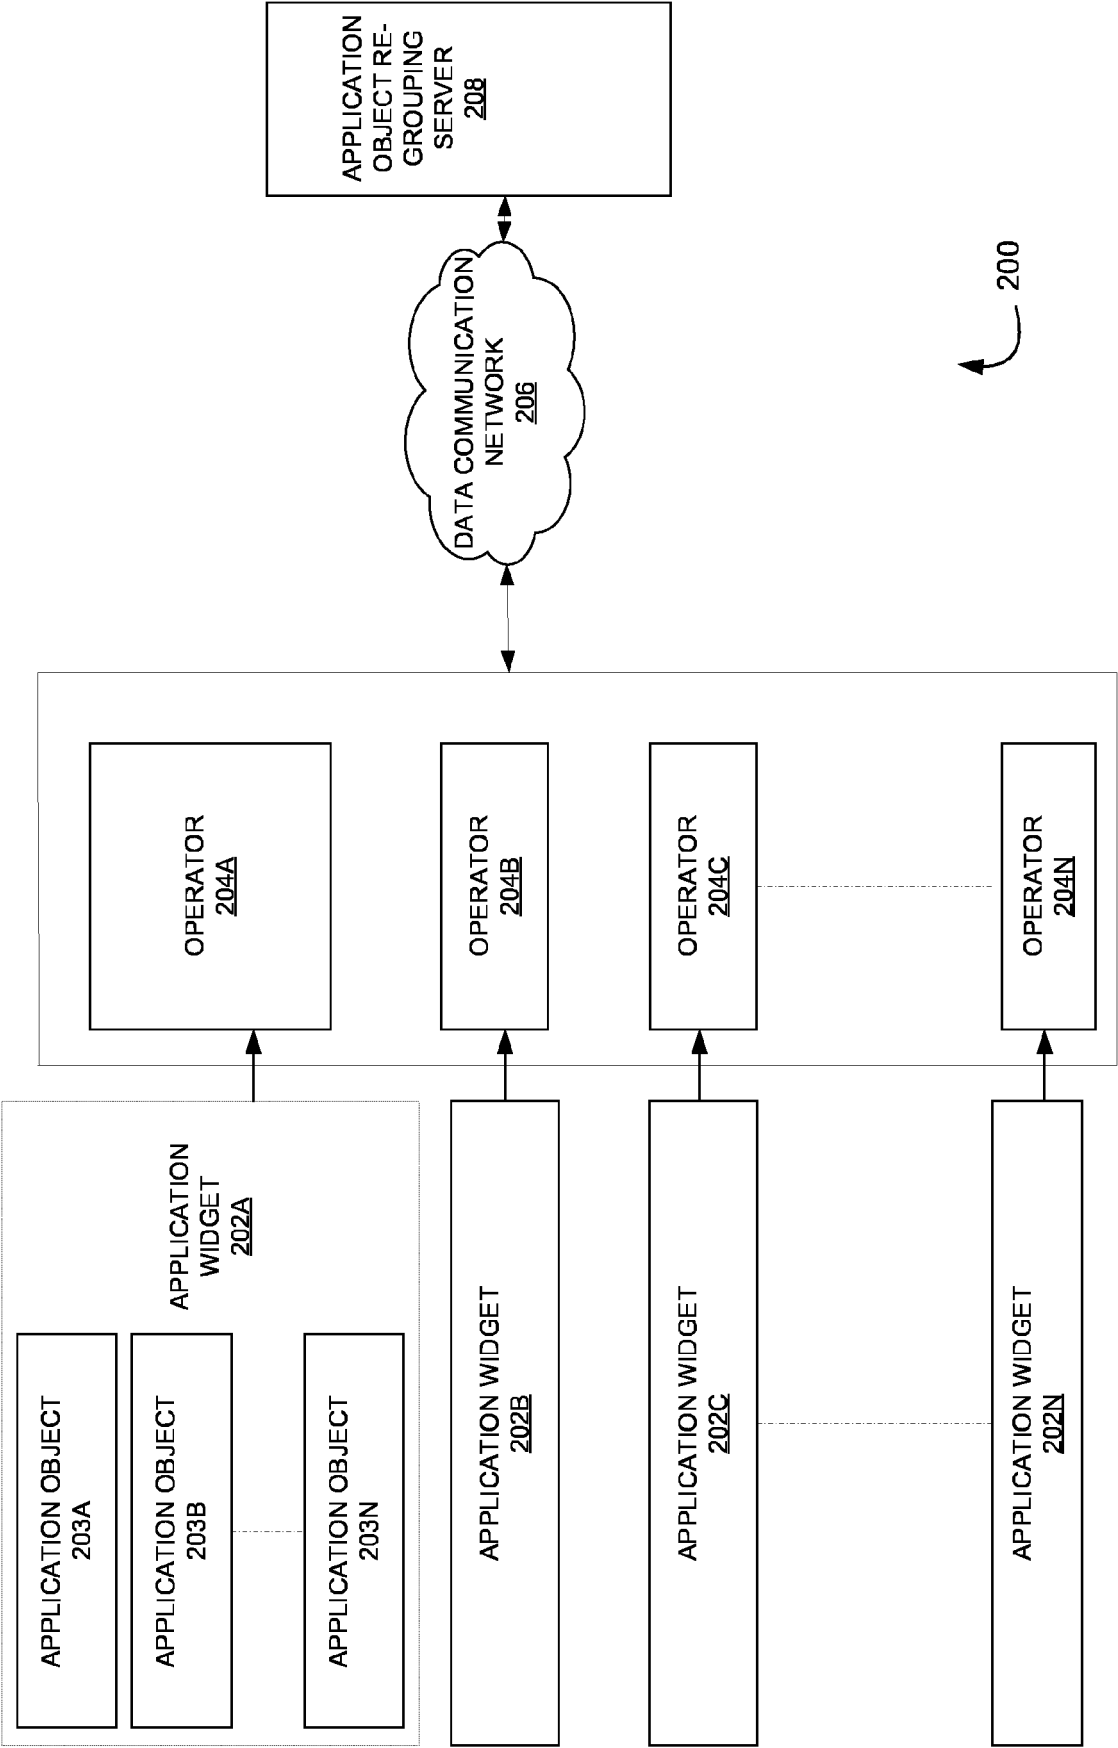 APPLICATION OBJECT
203A
APPLICATION OBJECT
203B
APPLICATION OBJECT
203N
APPLICATION
WIDGET
202A
APPLICATION WIDGET
202B
APPLICATION WIDGET
202C
APPLICATION WIDGET
202N
OPERATOR
204A
OPERATOR
204B
OPERATOR
204C
OPERATOR
204N
DATA COMMUNICATION
NETWORK
206
APPLICATION
OBJECT RE-
GROUPING
SERVER
208
200